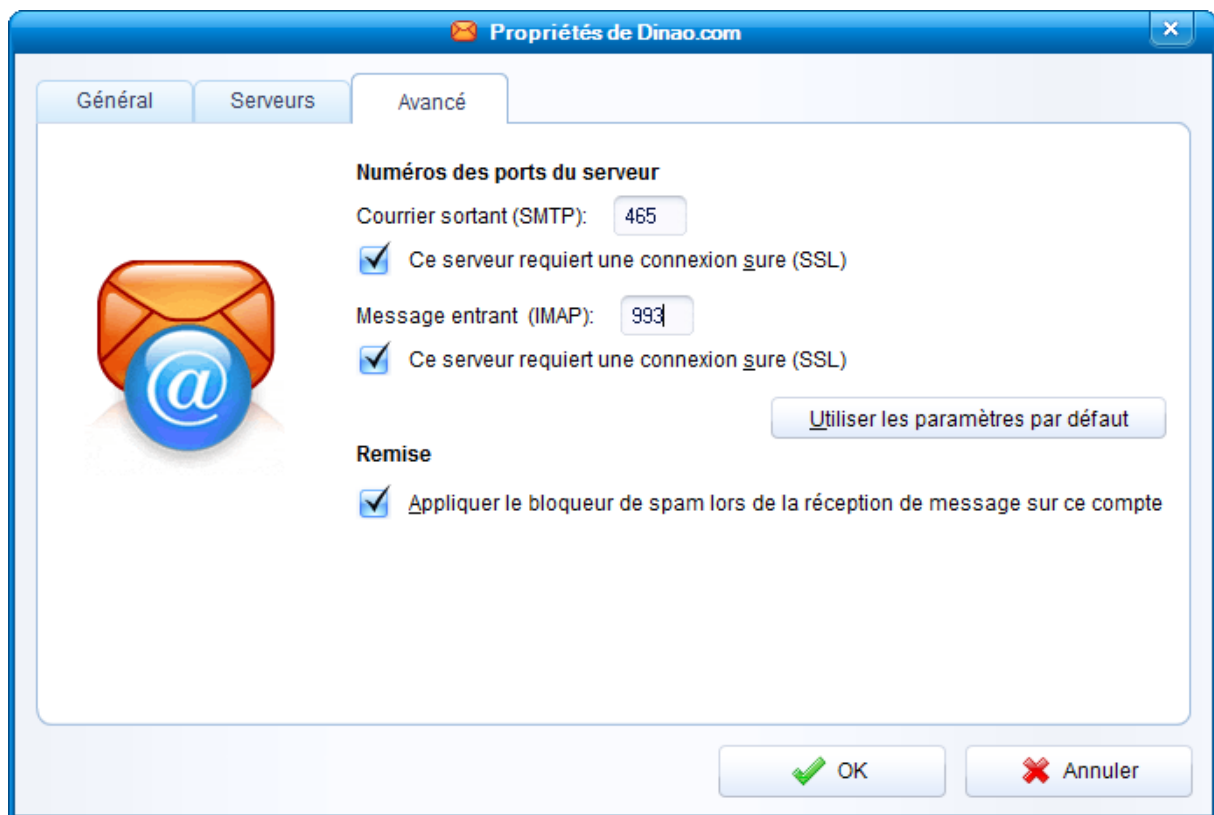 Propriétés de Dinao.com
Général Serveurs Avancé
Numéros des ports du serveur
Courrier sortant (SMTP): 465
Ce serveur requiert une connexion sure (SSL)
Message entrant (IMAP): 993
Ce serveur requiert une connexion sure (SSL)
Utiliser les paramètres par défaut
Remise
Appliquer le bloqueur de spam lors de la réception de message sur ce compte
@
OK Annuler